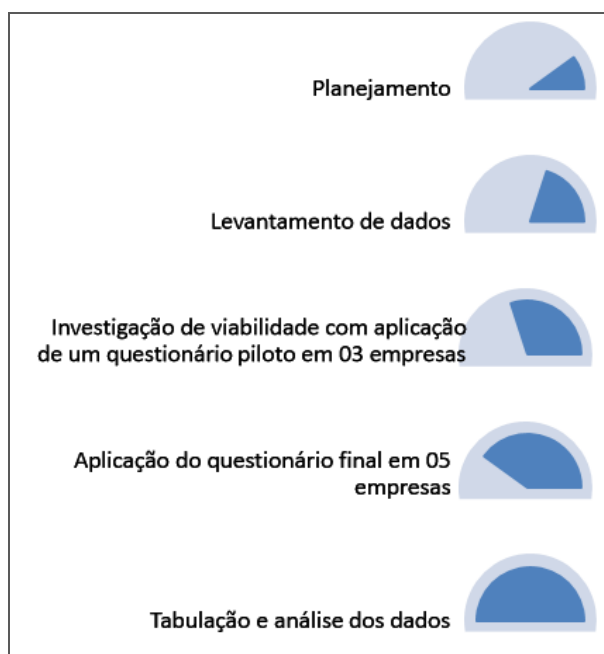 Planejamento
Levantamento de dados
Investigação de viabilidade com aplicação
de um questionário piloto em 03 empresas
Aplicação do questionário final em 05
empresas
Tabulação e análise dos dados